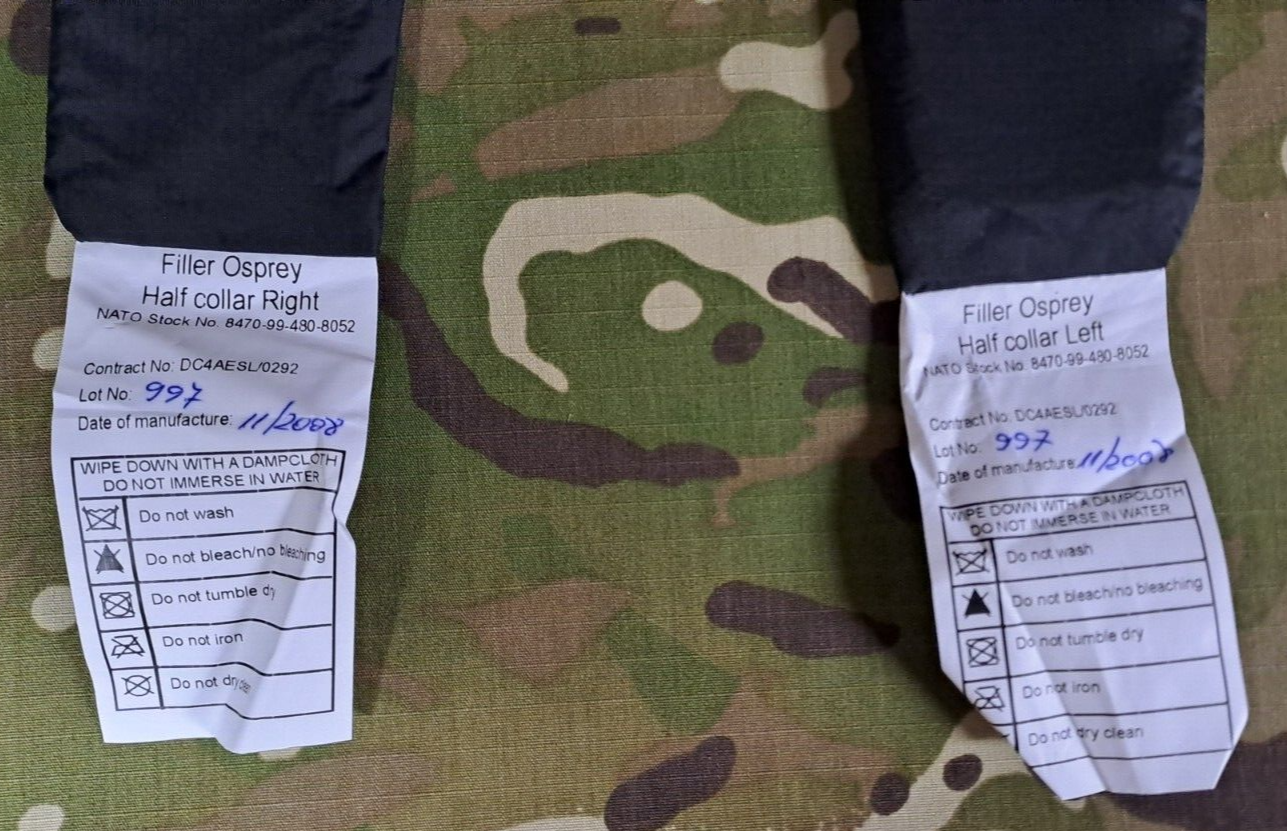 Filler Osprey
Half collar Right
NATO Stock No. 8470-99-480-8052
Contract No: DC4AESL/0292
Lot No: 997
Date of manufacture: 11/2008
WIPE DOWN WITH A DAMPCLOTH
DO NOT IMMERSE IN WATER
Do not wash
Do not bleach/no bleaching
Do not tumble dry
Do not iron
Do not dry clean
Filler Osprey
Half collar Left
NATO Stock No. 8470-99-480-8052
Contract No: DC4AESL/0292
Lot No: 997
Date of manufacture: 11/2008
WIPE DOWN WITH A DAMPCLOTH
DO NOT IMMERSE IN WATER
Do not wash
Do not bleach/no bleaching
Do not tumble dry
Do not iron
Do not dry clean